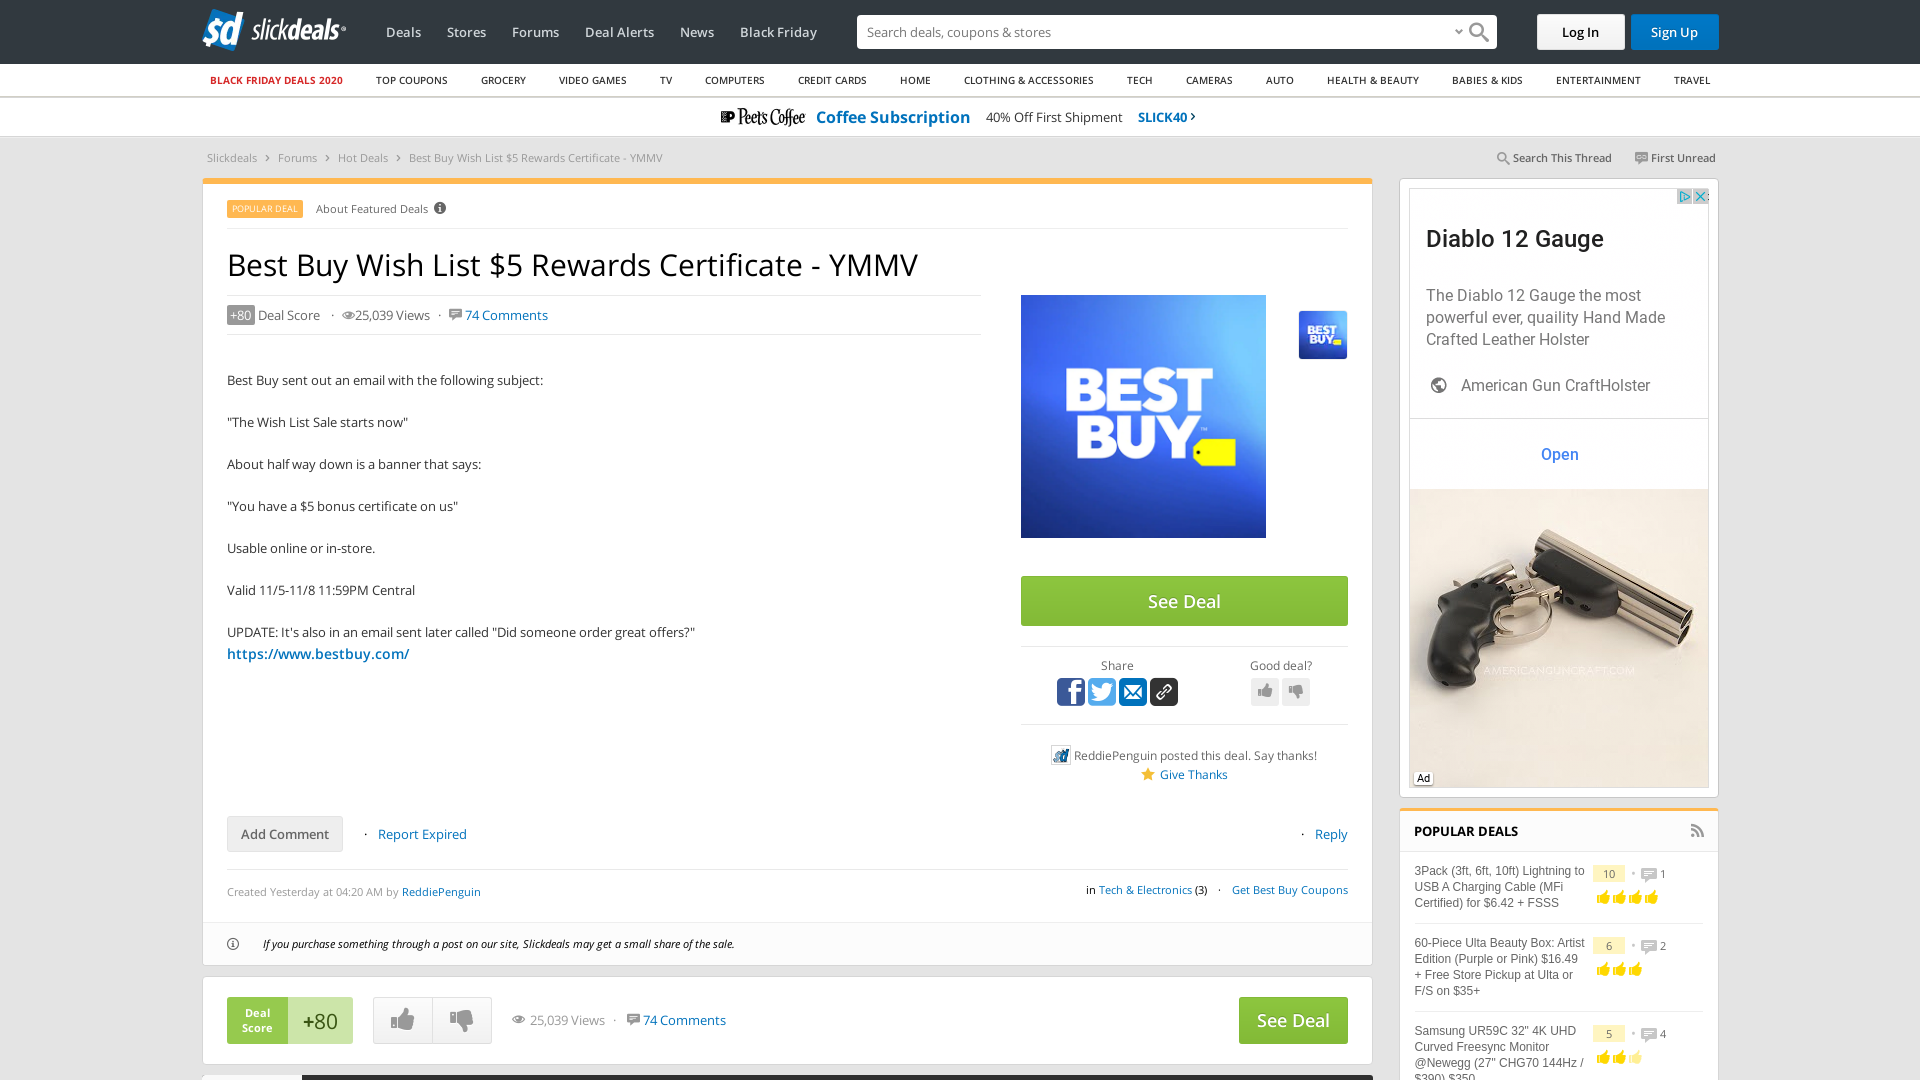 slickdeals
Deals
Stores
Forums
Deal Alerts
News
Black Friday
Search deals, coupons & stores
Log In
Sign Up
BLACK FRIDAY DEALS 2020
TOP COUPONS
GROCERY
VIDEO GAMES
TV
COMPUTERS
CREDIT CARDS
HOME
CLOTHING & ACCESSORIES
TECH
CAMERAS
AUTO
HEALTH & BEAUTY
BABIES & KIDS
ENTERTAINMENT
TRAVEL
Peet's Coffee Coffee Subscription 40% Off First Shipment SLICK40
Slickdeals > Forums > Hot Deals > Best Buy Wish List $5 Rewards Certificate - YMMV
Search This Thread
First Unread
POPULAR DEAL
About Featured Deals
Best Buy Wish List $5 Rewards Certificate - YMMV
+80 Deal Score · 25,039 Views · 74 Comments
Best Buy sent out an email with the following subject:
"The Wish List Sale starts now"
About half way down is a banner that says:
"You have a $5 bonus certificate on us"
Usable online or in-store.
Valid 11/5-11/8 11:59PM Central
UPDATE: It's also in an email sent later called "Did someone order great offers?"
https://www.bestbuy.com/
BEST
BUY
BEST
BUY
See Deal
Share
Good deal?
ReddiePenguin posted this deal. Say thanks!
Give Thanks
Add Comment
· Report Expired
· Reply
Created Yesterday at 04:20 AM by ReddiePenguin
in Tech & Electronics (3) · Get Best Buy Coupons
If you purchase something through a post on our site, Slickdeals may get a small share of the sale.
Deal
Score
+80
25,039 Views · 74 Comments
See Deal
Diablo 12 Gauge
The Diablo 12 Gauge the most
powerful ever, quaility Hand Made
Crafted Leather Holster
American Gun CraftHolster
Open
AMERICANGUNCRAFT.COM
Ad
POPULAR DEALS
3Pack (3ft, 6ft, 10ft) Lightning to
USB A Charging Cable (MFi
Certified) for $6.42 + FSSS
10 · 1
60-Piece Ulta Beauty Box: Artist
Edition (Purple or Pink) $16.49
+ Free Store Pickup at Ulta or
F/S on $35+
6 · 2
Samsung UR59C 32" 4K UHD
Curved Freesync Monitor
@Newegg (27" CHG70 144Hz /
$390) $350
5 · 4